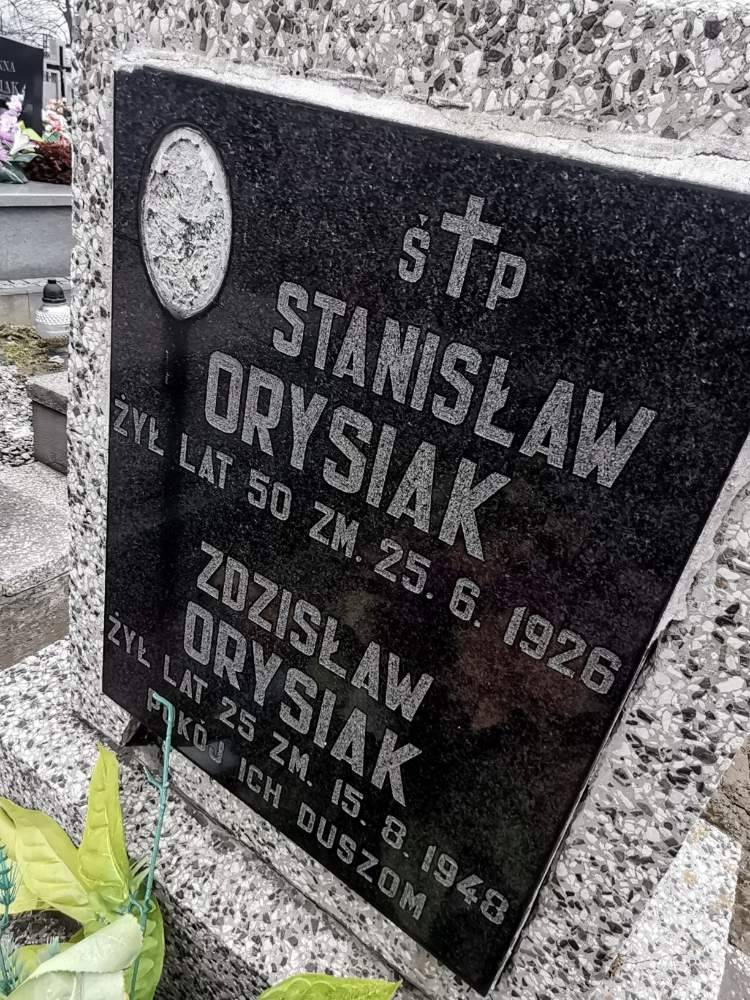 Ś P
STANISŁAW
ORYSIAK
ŻYŁ LAT 50 ZM. 25. 6. 1926
ZDZISŁAW
ORYSIAK
ŻYŁ LAT 25 ZM. 15. 8. 1948
POKÓJ ICH DUSZOM